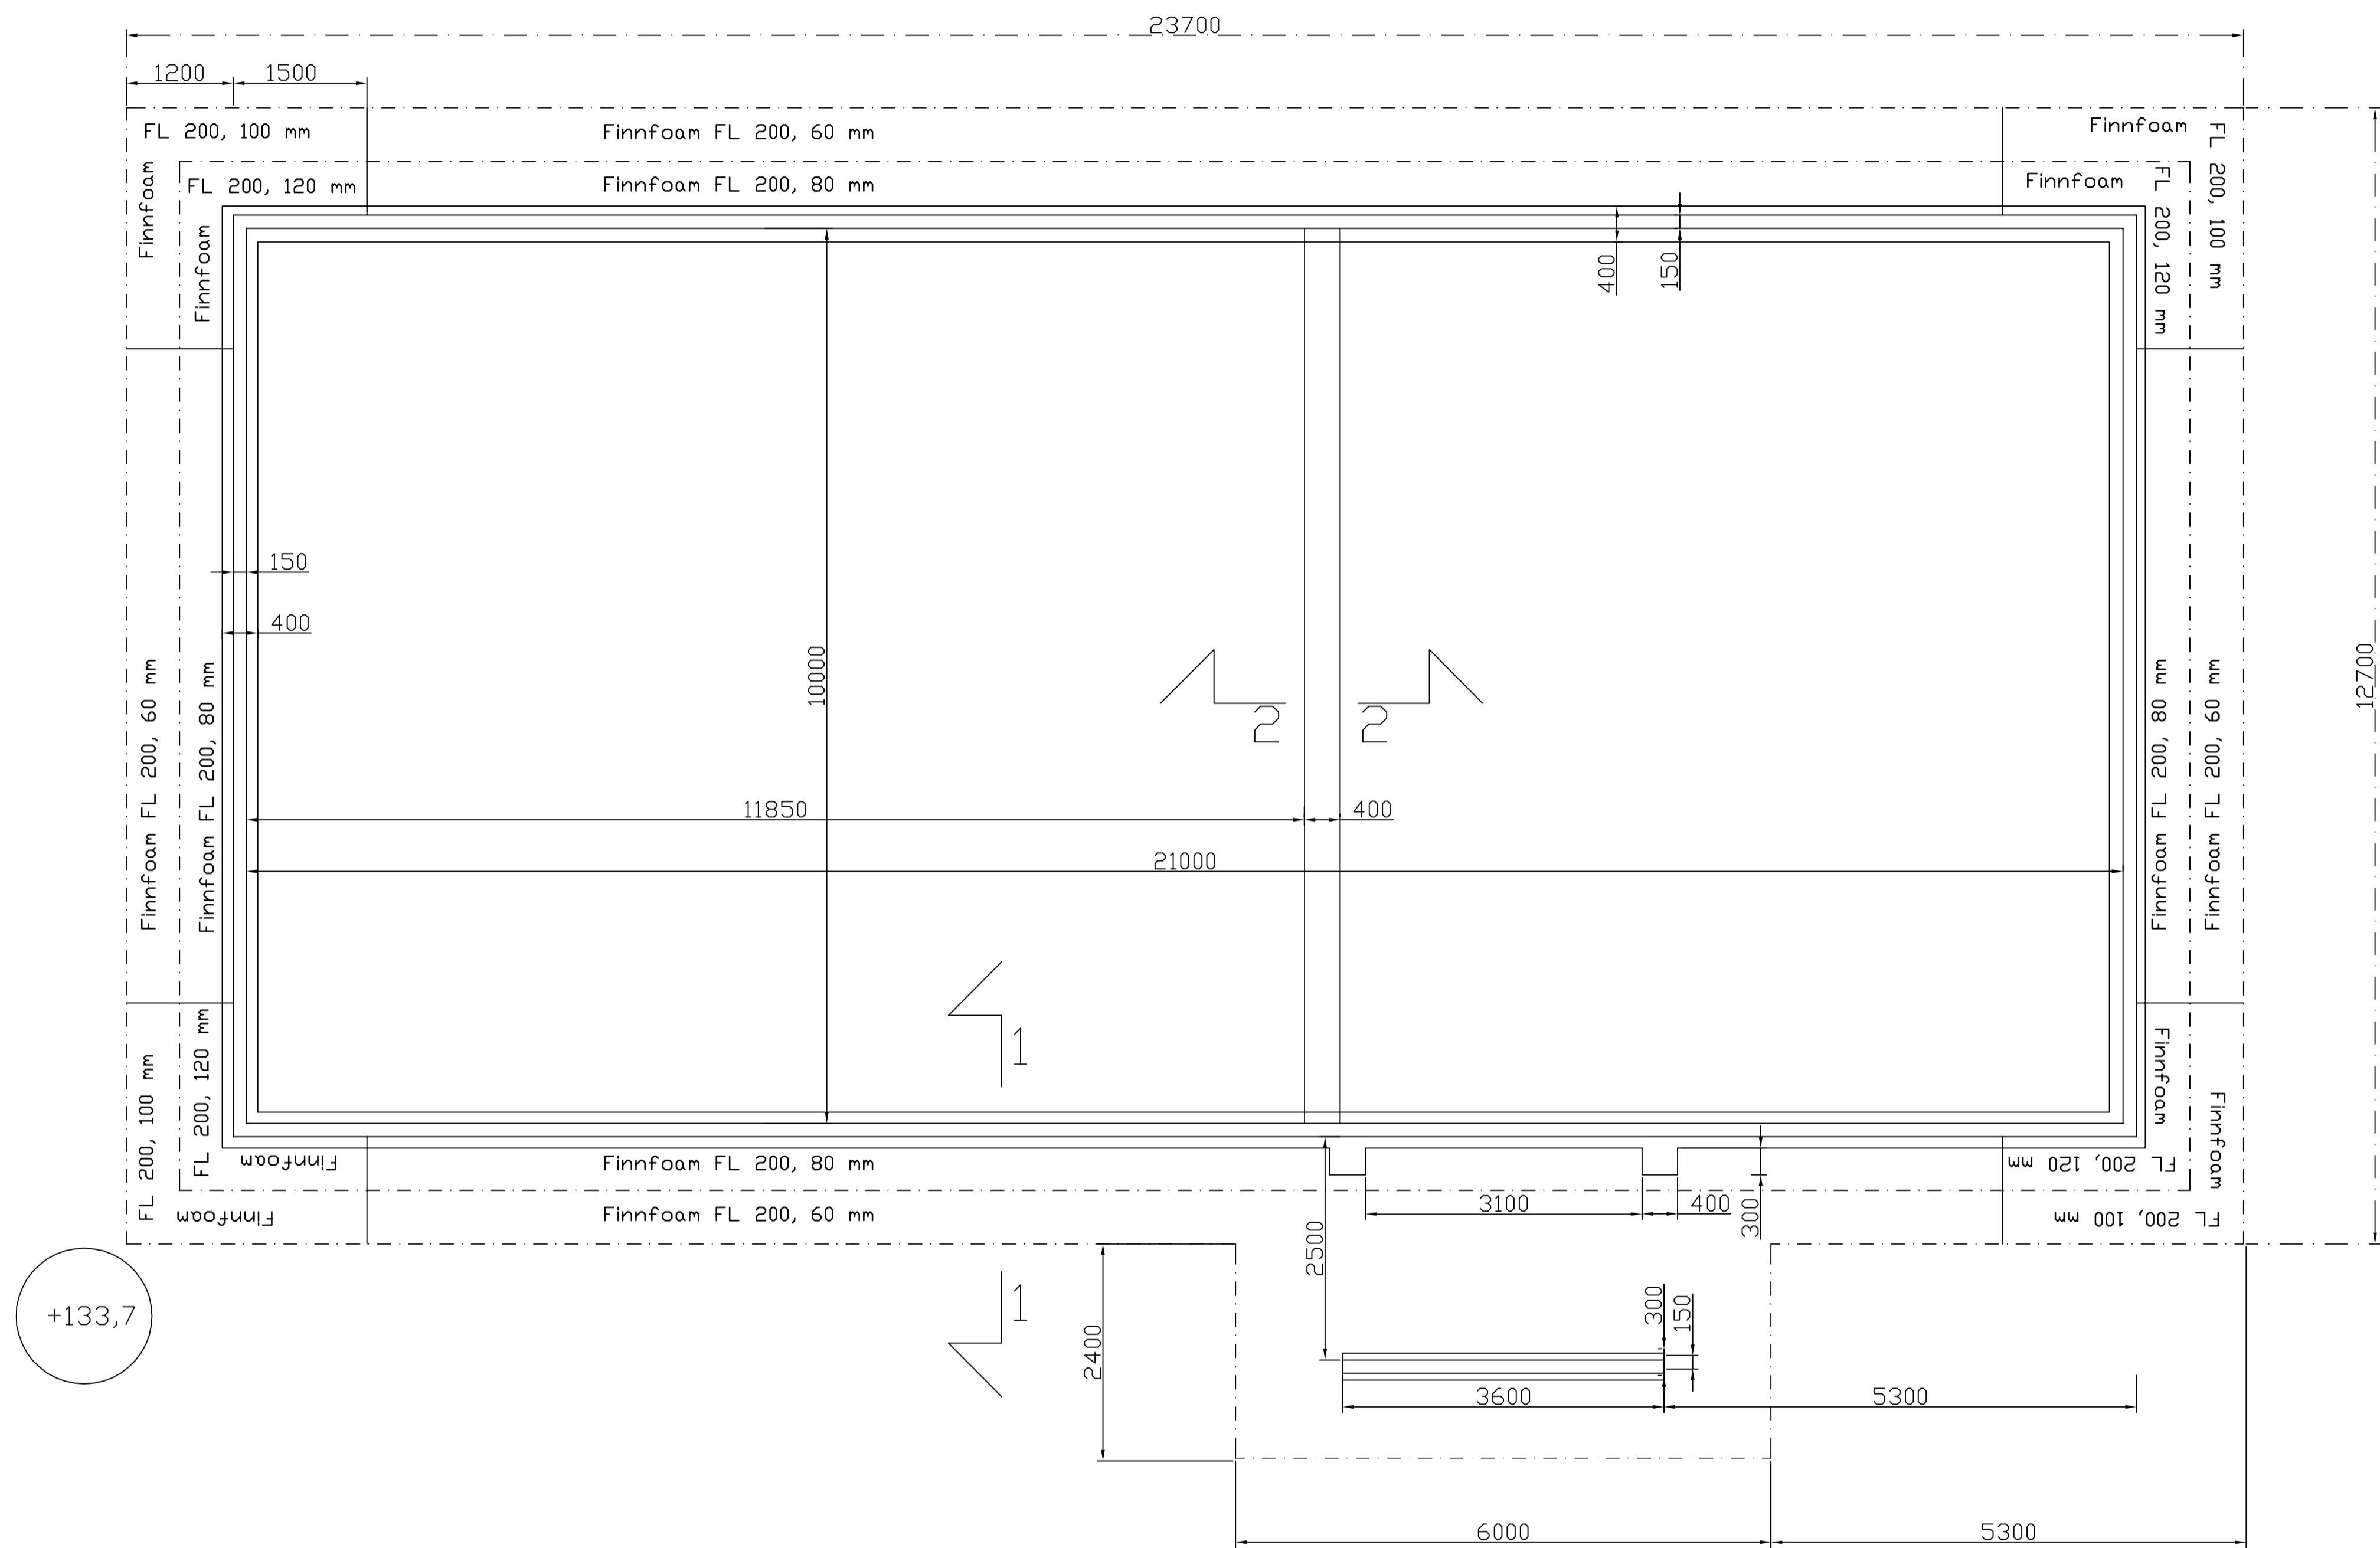 23700
1200
1500
FL 200, 100 mm
Finnfoam FL 200, 60 mm
Finnfoam
FL 200, 100 mm
Finnfoam
FL 200, 120 mm
Finnfoam FL 200, 80 mm
Finnfoam
FL 200, 120 mm
Finnfoam
400
150
150
400
10000
12700
2
2
Finnfoam FL 200, 60 mm
Finnfoam FL 200, 80 mm
Finnfoam FL 200, 80 mm
Finnfoam FL 200, 60 mm
11850
400
21000
1
FL 200, 100 mm
FL 200, 120 mm
Finnfoam
Finnfoam
Finnfoam
Finnfoam FL 200, 80 mm
FL 200, 120 mm
Finnfoam
Finnfoam FL 200, 60 mm
3100
400
300
FL 200, 100 mm
2500
+133,7
1
2400
300
150
3600
5300
6000
5300